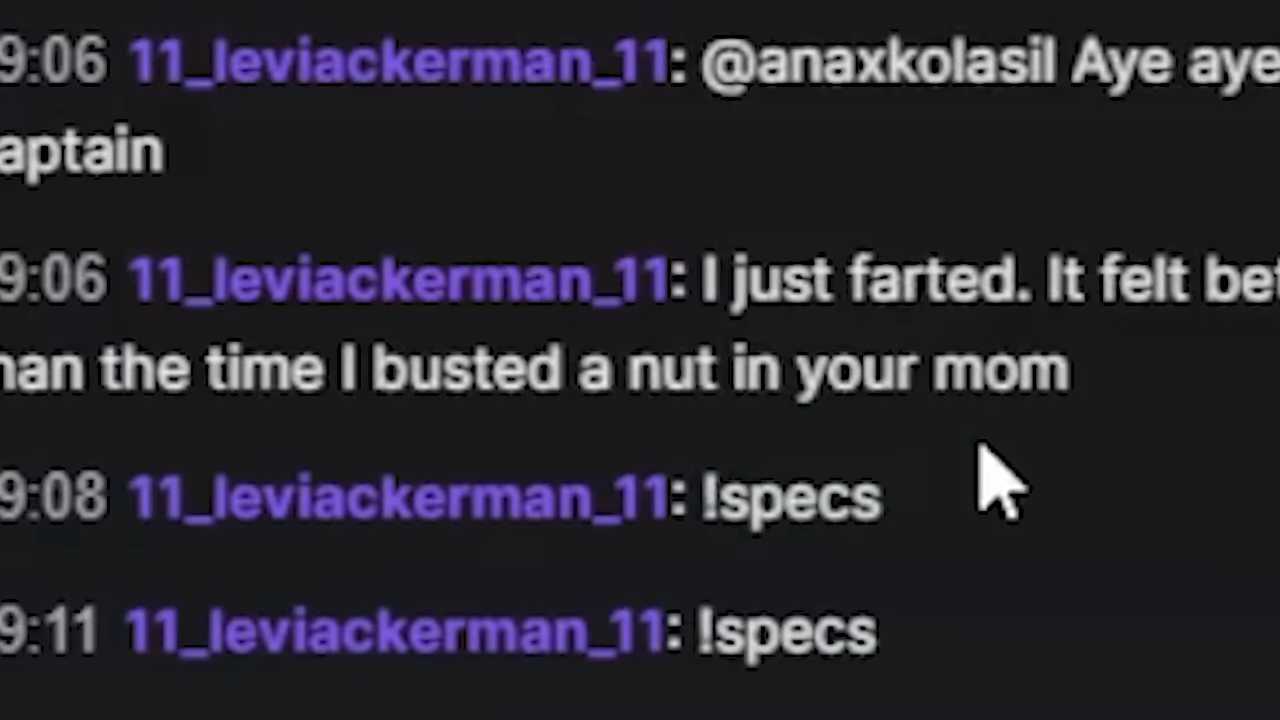 9:06 11_leviackerman_11: @anaxkolasil Aye aye
aptain
9:06 11_leviackerman_11: I just farted. It felt bet
han the time I busted a nut in your mom
9:08 11_leviackerman_11: !specs
9:11 11_leviackerman_11: !specs